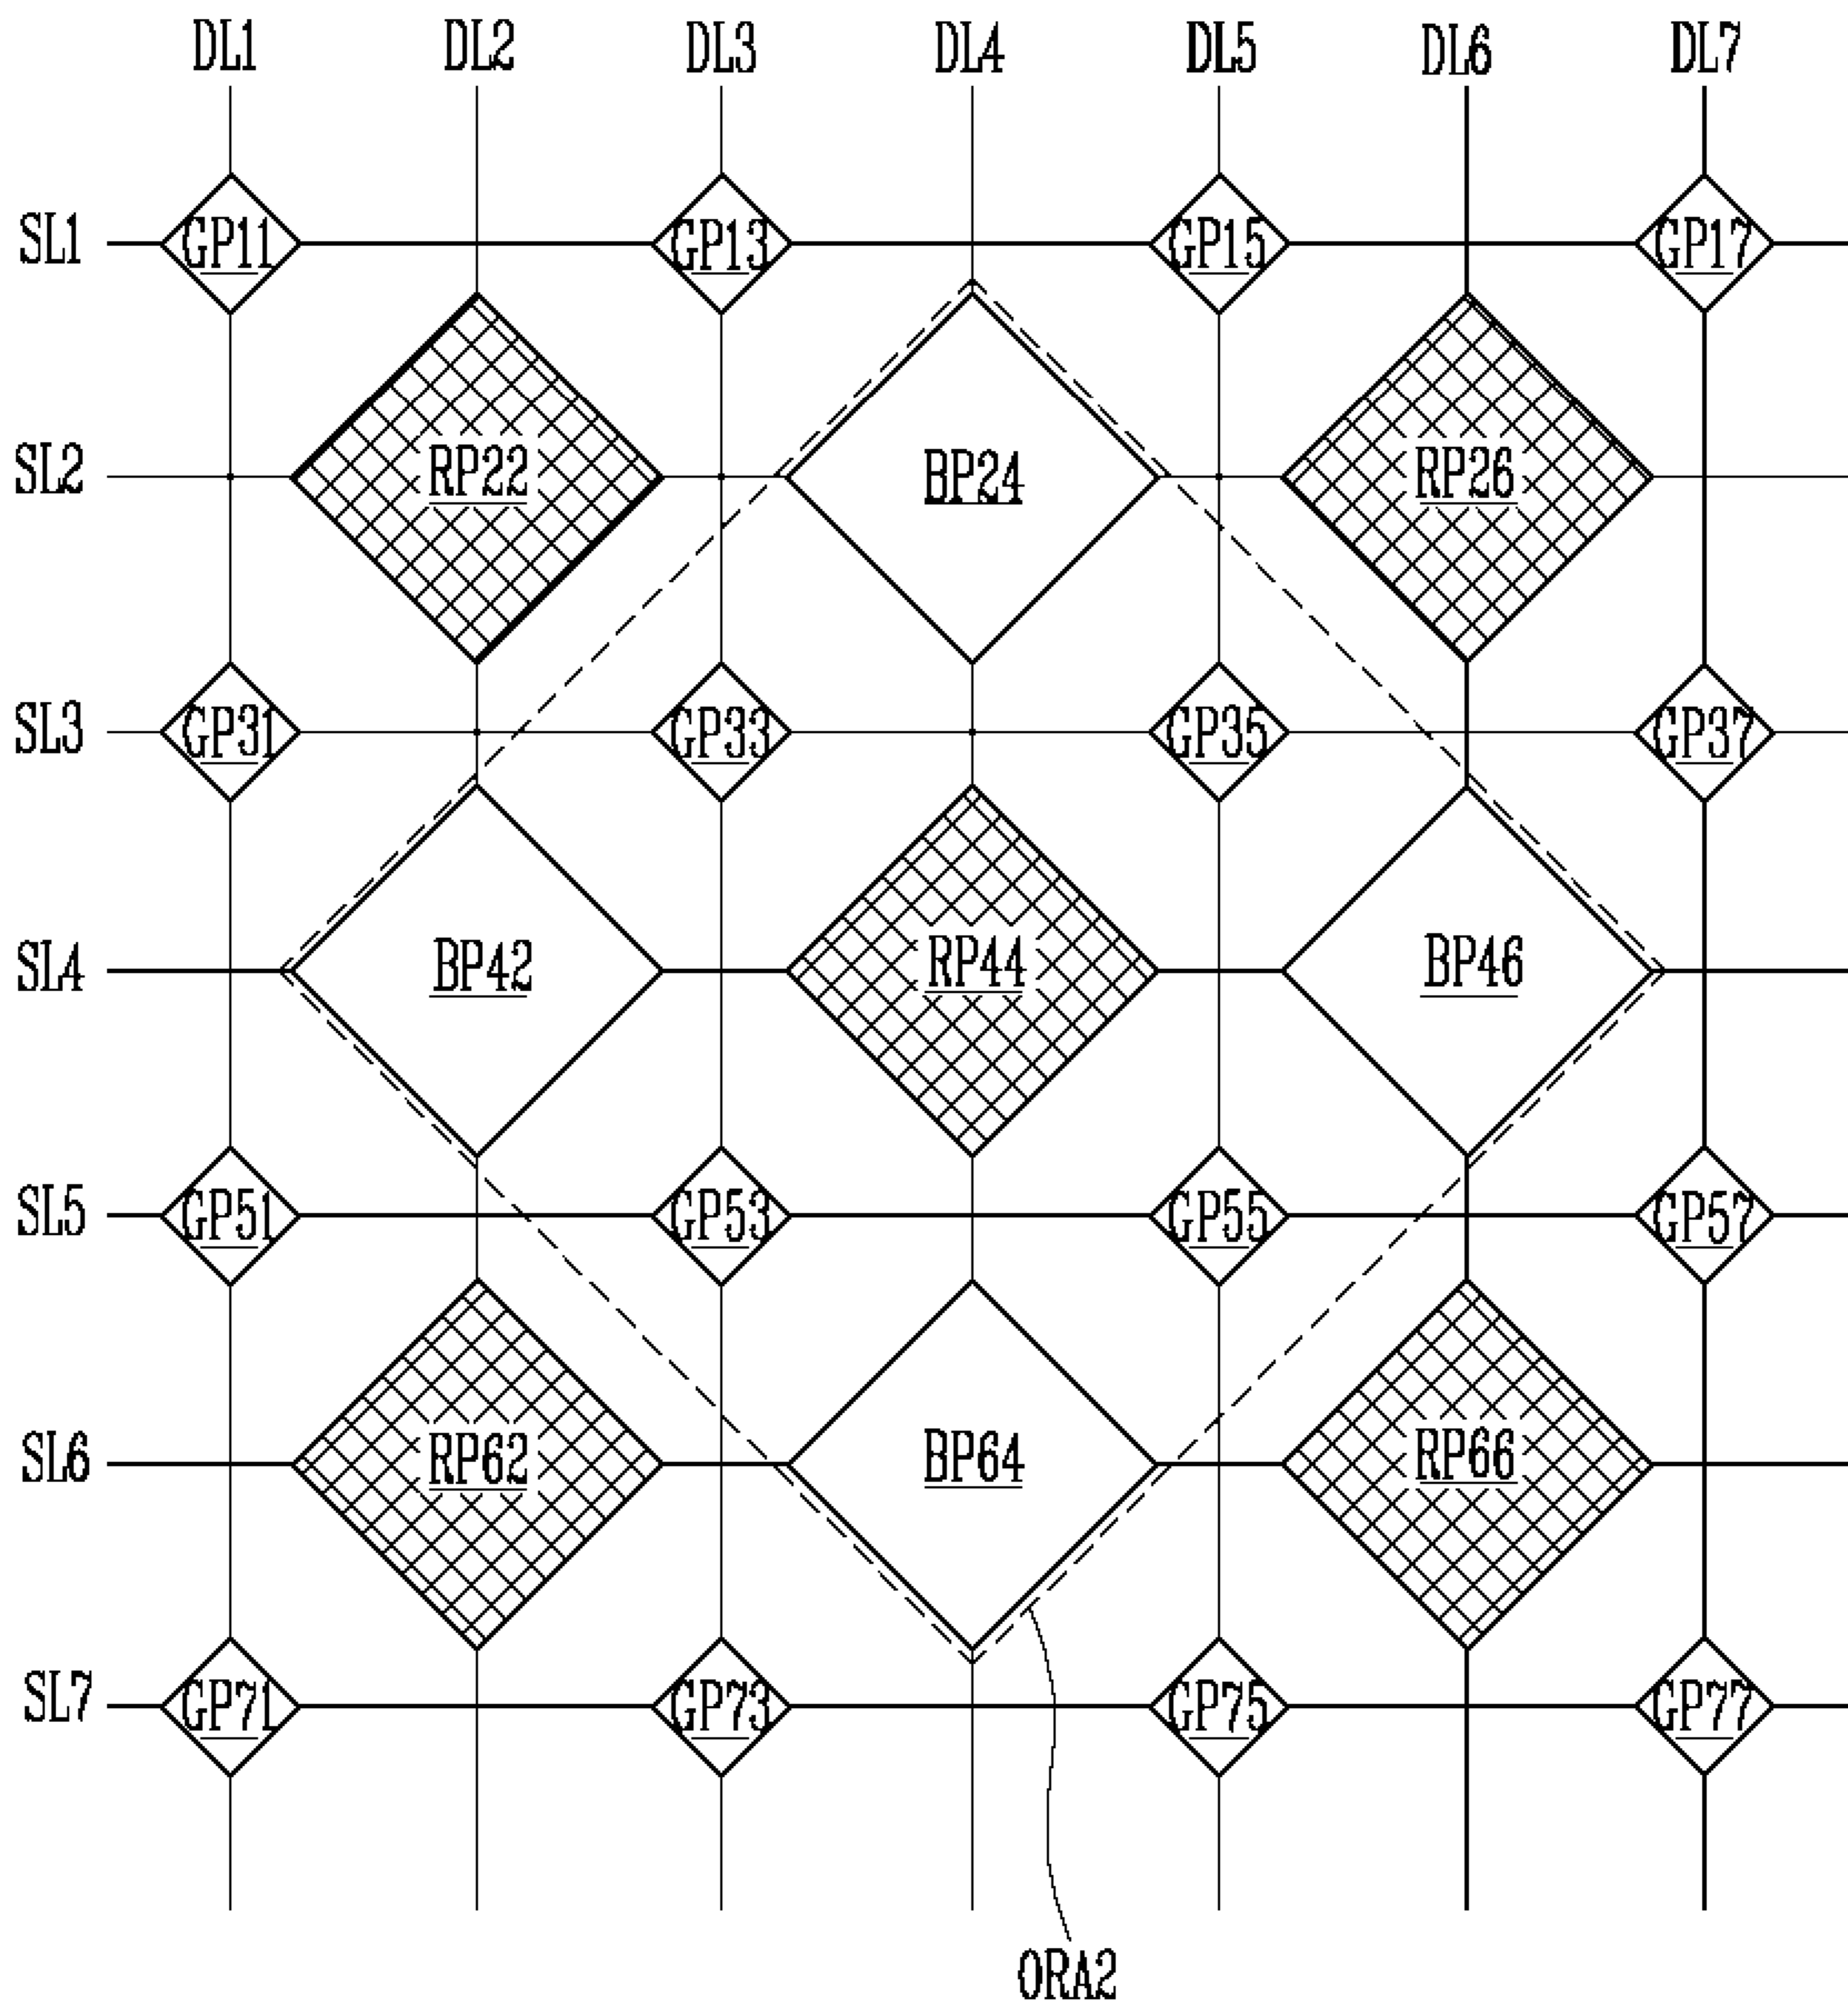 DL1 DL2 DL3 DL4 DL5 DL6 DL7
SL1 GP11 GP13 GP15 GP17
SL2 RP22 BP24 RP26
SL3 GP31 GP33 GP35 GP37
SL4 BP42 RP44 BP46
SL5 GP51 GP53 GP55 GP57
SL6 RP62 BP64 RP66
SL7 GP71 GP73 GP75 GP77
ORA2